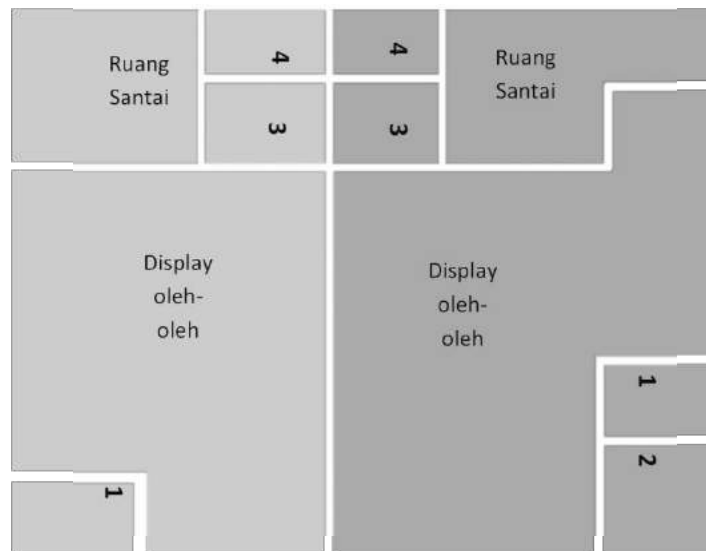 Ruang
Santai
4
4
Ruang
Santai
3
3
Display
oleh-
oleh
Display
oleh-
oleh
1
2
1